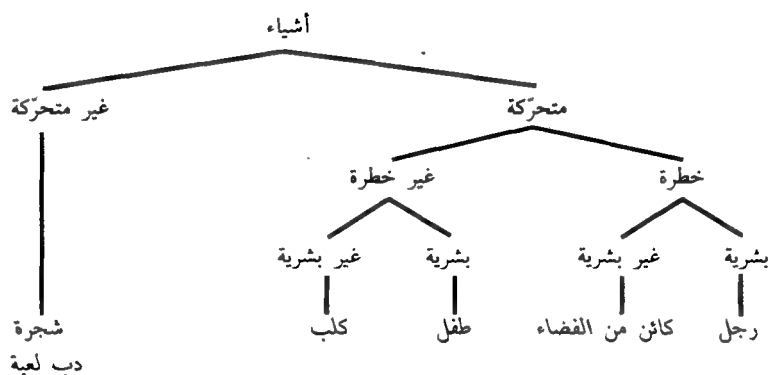 أشياء
متحرّكة غير متحرّكة
خطرة غير خطرة
بشرية غير بشرية بشرية غير بشرية
رجل كائن من الفضاء طفل كلب شجرة
دب لعبة